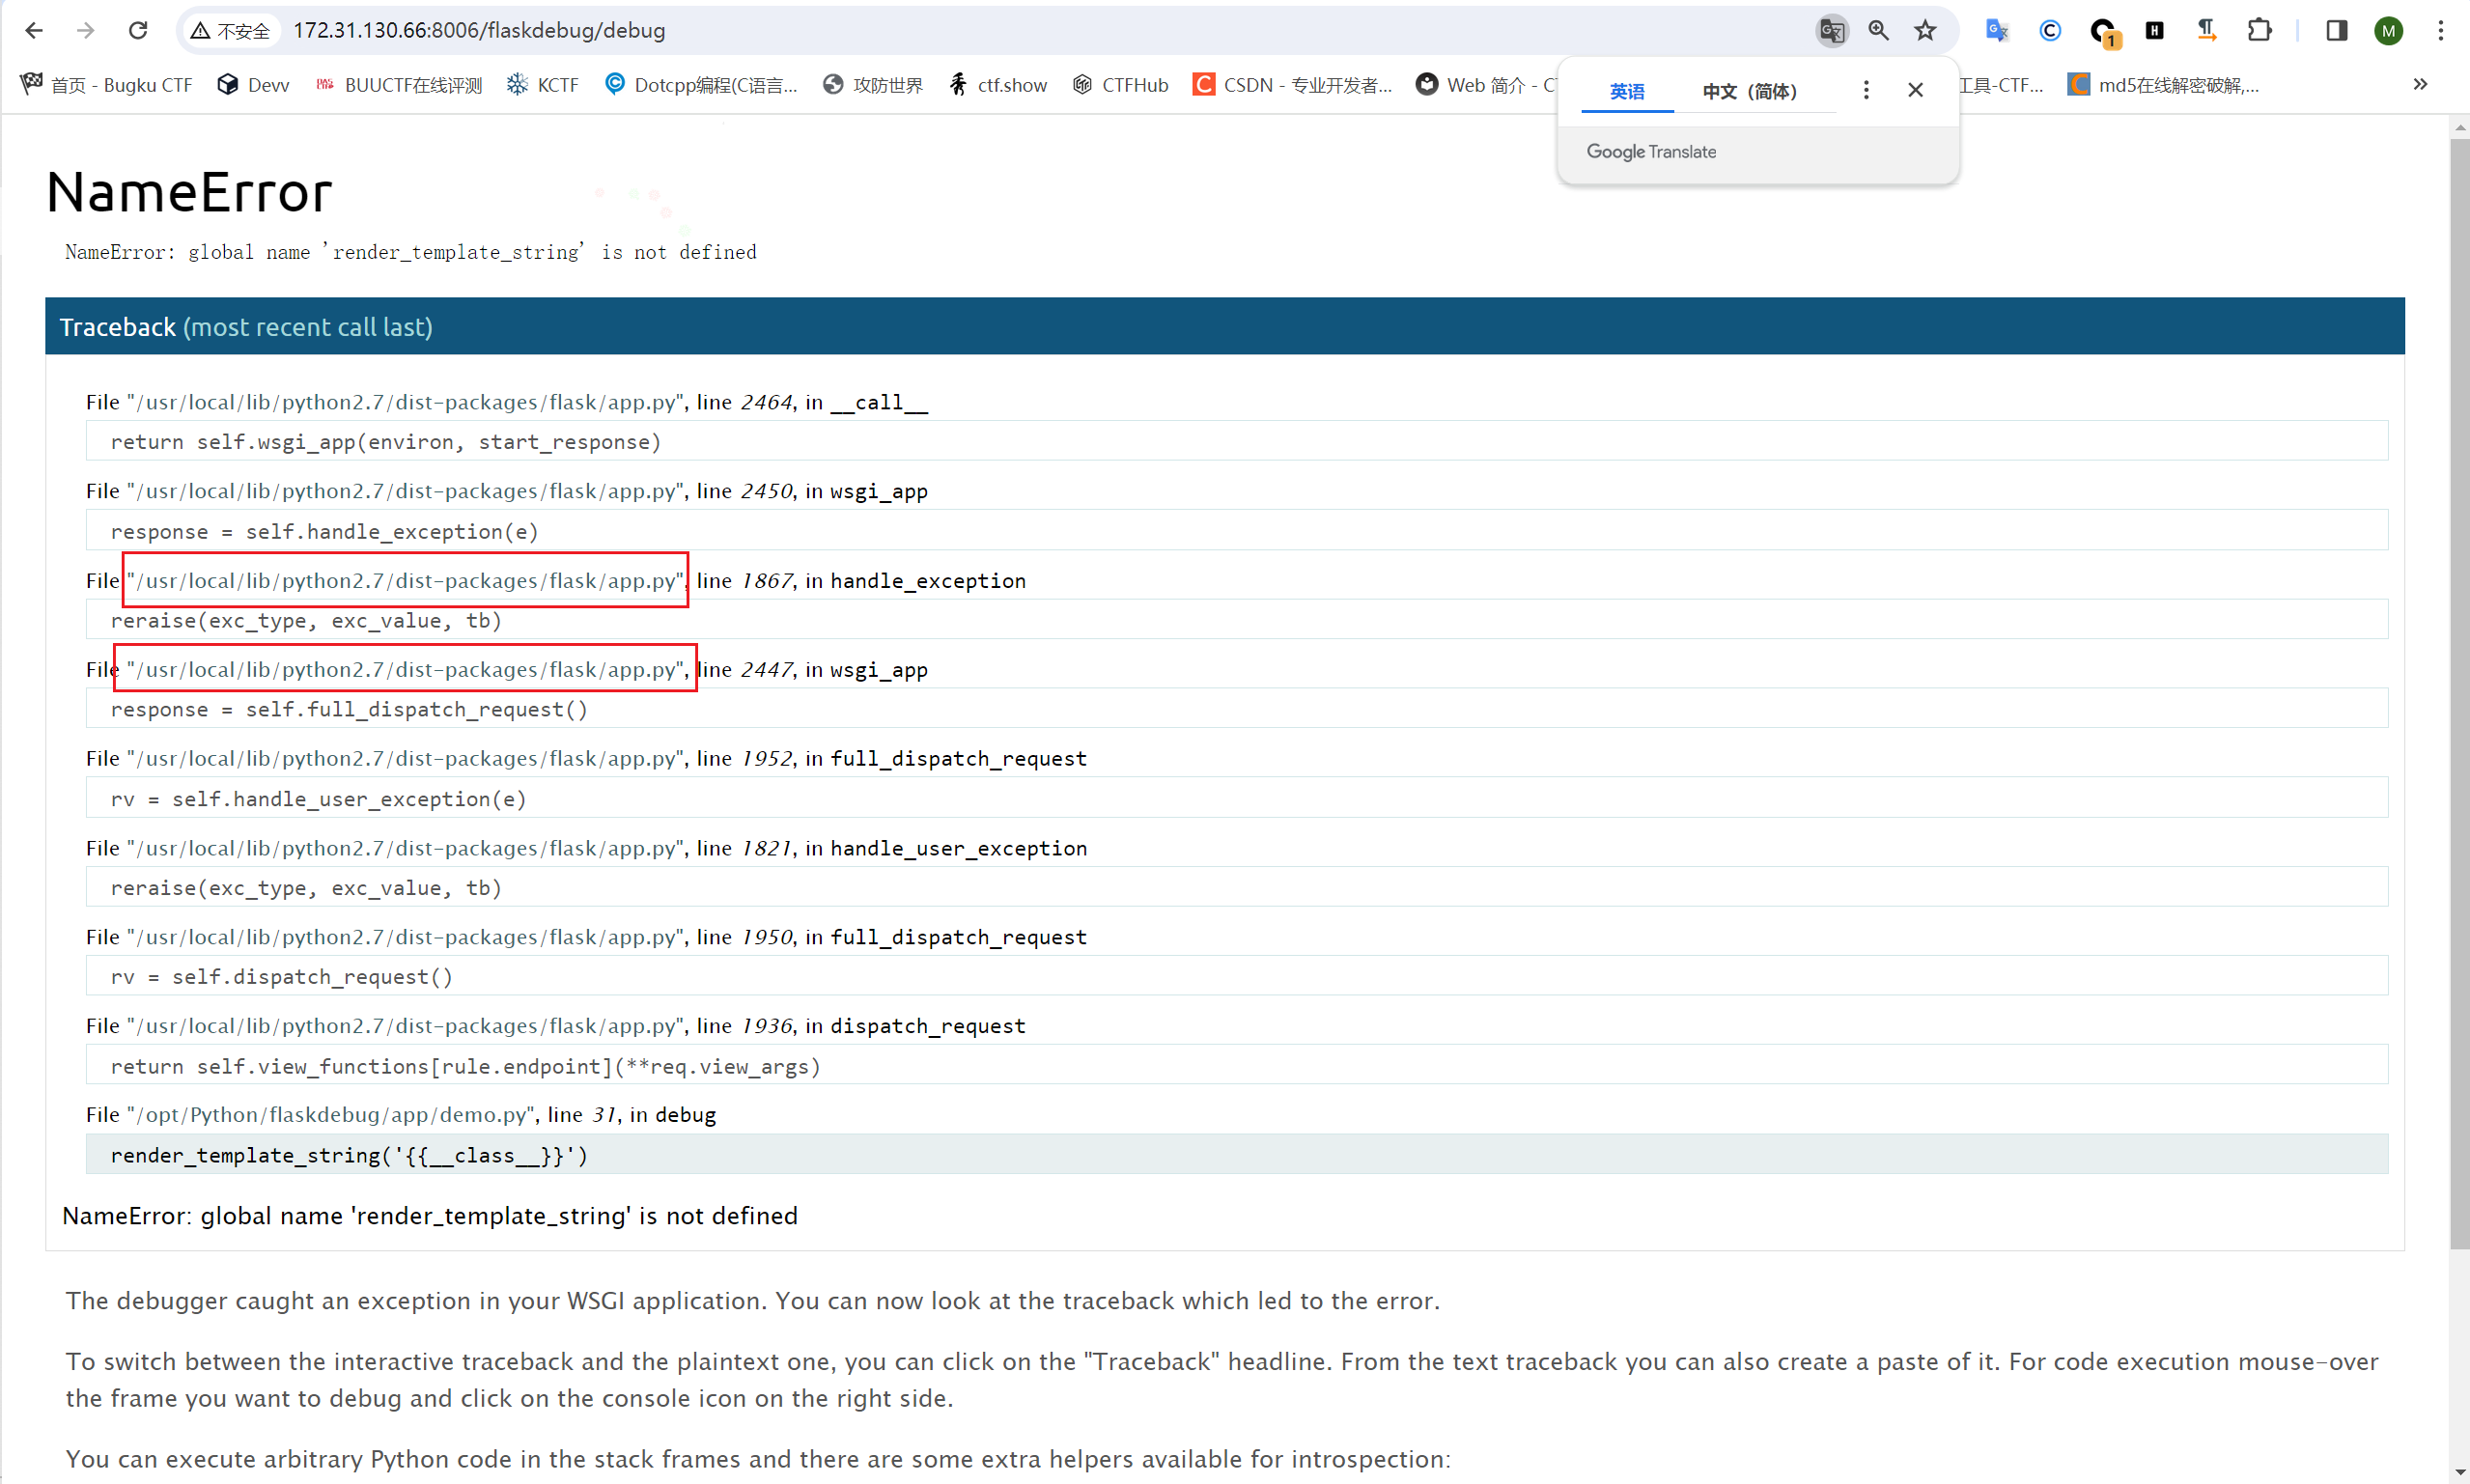 不安全 172.31.130.66:8006/flaskdebug/debug
M
1
首页 - Bugku CTF Devv BUUCTF在线评测 KCTF Dotcpp编程(C语言... 攻防世界 ctf.show CTFHub CSDN - 专业开发者... Web 简介 - C 工具-CTF... md5在线解密破解,...
英语 中文（简体）
Google Translate
NameError
NameError: global name 'render_template_string' is not defined
Traceback (most recent call last)
File "/usr/local/lib/python2.7/dist-packages/flask/app.py", line 2464, in __call__
return self.wsgi_app(environ, start_response)
File "/usr/local/lib/python2.7/dist-packages/flask/app.py", line 2450, in wsgi_app
response = self.handle_exception(e)
File "/usr/local/lib/python2.7/dist-packages/flask/app.py", line 1867, in handle_exception
reraise(exc_type, exc_value, tb)
File "/usr/local/lib/python2.7/dist-packages/flask/app.py", line 2447, in wsgi_app
response = self.full_dispatch_request()
File "/usr/local/lib/python2.7/dist-packages/flask/app.py", line 1952, in full_dispatch_request
rv = self.handle_user_exception(e)
File "/usr/local/lib/python2.7/dist-packages/flask/app.py", line 1821, in handle_user_exception
reraise(exc_type, exc_value, tb)
File "/usr/local/lib/python2.7/dist-packages/flask/app.py", line 1950, in full_dispatch_request
rv = self.dispatch_request()
File "/usr/local/lib/python2.7/dist-packages/flask/app.py", line 1936, in dispatch_request
return self.view_functions[rule.endpoint](**req.view_args)
File "/opt/Python/flaskdebug/app/demo.py", line 31, in debug
render_template_string('{{__class__}}')
NameError: global name 'render_template_string' is not defined
The debugger caught an exception in your WSGI application. You can now look at the traceback which led to the error.
To switch between the interactive traceback and the plaintext one, you can click on the "Traceback" headline. From the text traceback you can also create a paste of it. For code execution mouse-over
the frame you want to debug and click on the console icon on the right side.
You can execute arbitrary Python code in the stack frames and there are some extra helpers available for introspection: